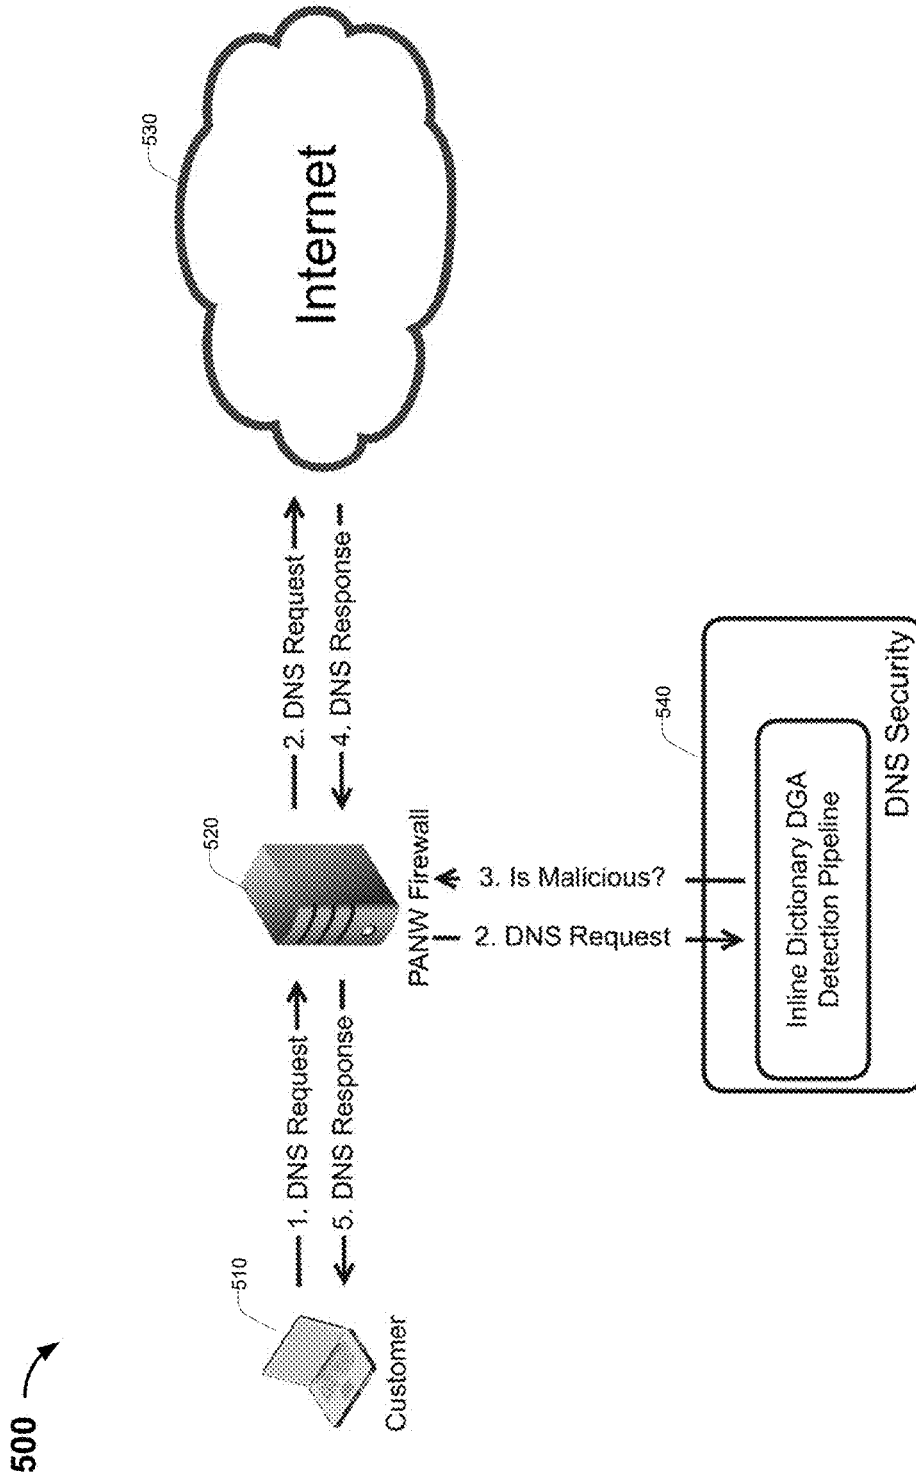 500
510
Customer
1. DNS Request
5. DNS Response
520
PANW Firewall
2. DNS Request
4. DNS Response
530
Internet
2. DNS Request
3. Is Malicious?
540
Inline Dictionary DGA
Detection Pipeline
DNS Security